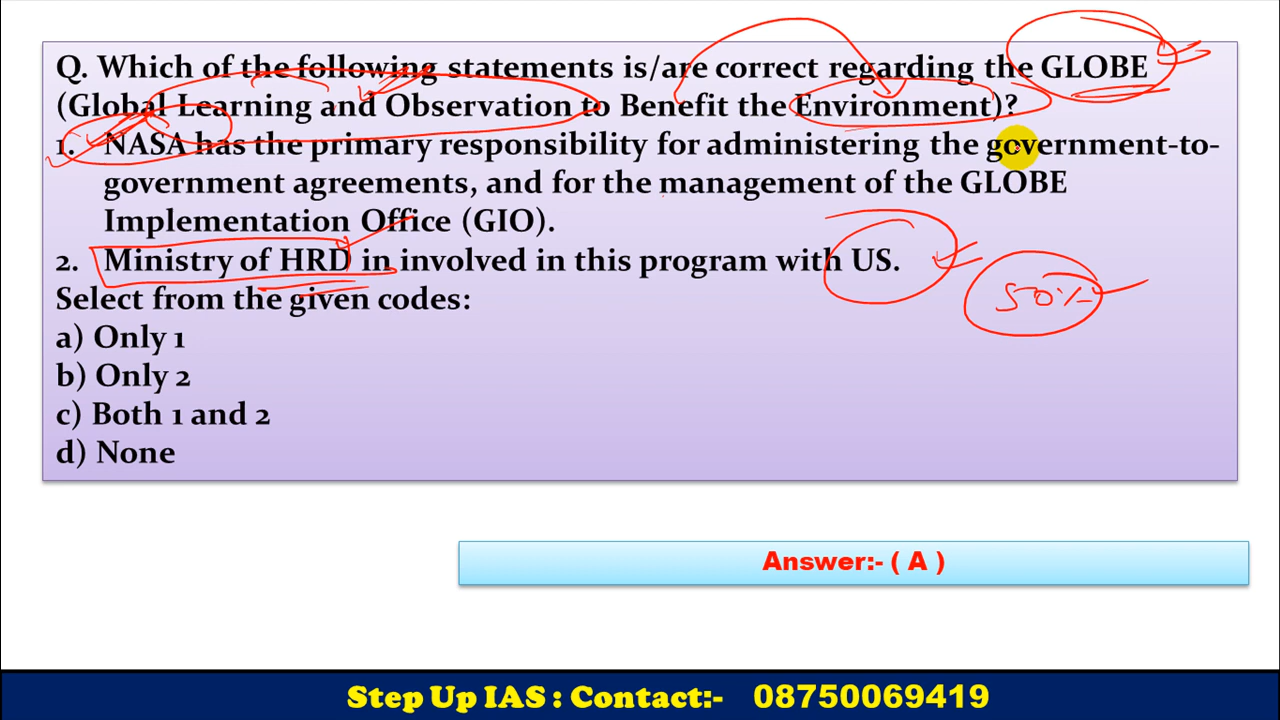 Q. Which of the following statements is/are correct regarding the GLOBE
(Global Learning and Observation to Benefit the Environment)?
1. NASA has the primary responsibility for administering the government-to-
government agreements, and for the management of the GLOBE
Implementation Office (GIO).
2. Ministry of HRD in involved in this program with US.
50%
Select from the given codes:
a) Only 1
b) Only 2
c) Both 1 and 2
d) None
Answer:- ( A )
Step Up IAS : Contact:- 08750069419